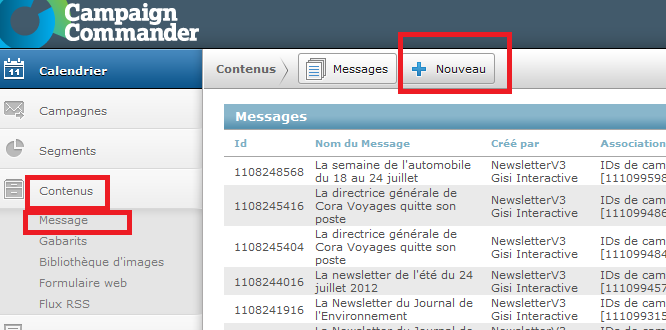 Campaign
Commander
11 Calendrier
Campagnes
Segments
Contenus
Message
Gabarits
Bibliothèque d'images
Formulaire web
Flux RSS
Contenus
Messages
Nouveau
Messages
Id Nom du Message Créé par Association
1108248568 La semaine de l'automobile du 18 au 24 juillet NewsletterV3 Gisi Interactive IDs de cam [111099598
1108245416 La directrice générale de Cora Voyages quitte son poste NewsletterV3 Gisi Interactive IDs de cam [111099486
1108245404 La directrice générale de Cora Voyages quitte son poste NewsletterV3 Gisi Interactive IDs de cam [111099484
1108244016 La newsletter de l'été du 24 juillet 2012 NewsletterV3 Gisi Interactive IDs de cam [111099457
1108241916 La Newsletter du Journal de l'Environnement NewsletterV3 Gisi Interactive IDs de cam [111099315